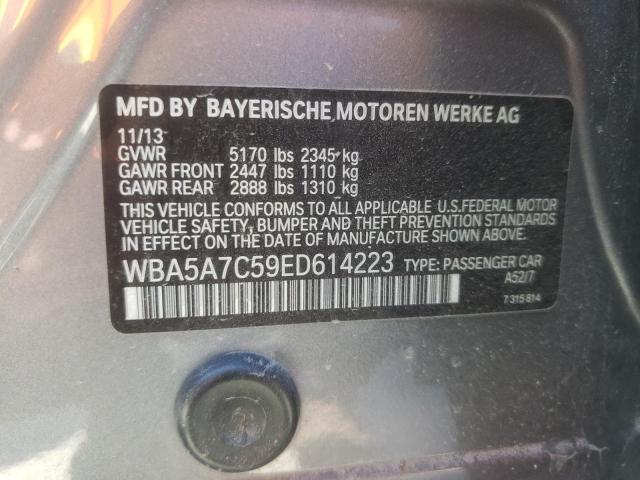 MFD BY BAYERISCHE MOTOREN WERKE AG
11/13
GVWR 5170 lbs 2345 kg
GAWR FRONT 2447 lbs 1110 kg
GAWR REAR 2888 lbs 1310 kg
THIS VEHICLE CONFORMS TO ALL APPLICABLE U.S. FEDERAL MOTOR
VEHICLE SAFETY, BUMPER, AND THEFT PREVENTION STANDARDS
IN EFFECT ON THE DATE OF MANUFACTURE SHOWN ABOVE.
WBA5A7C59ED614223 TYPE: PASSENGER CAR
A52/7
7 315 814